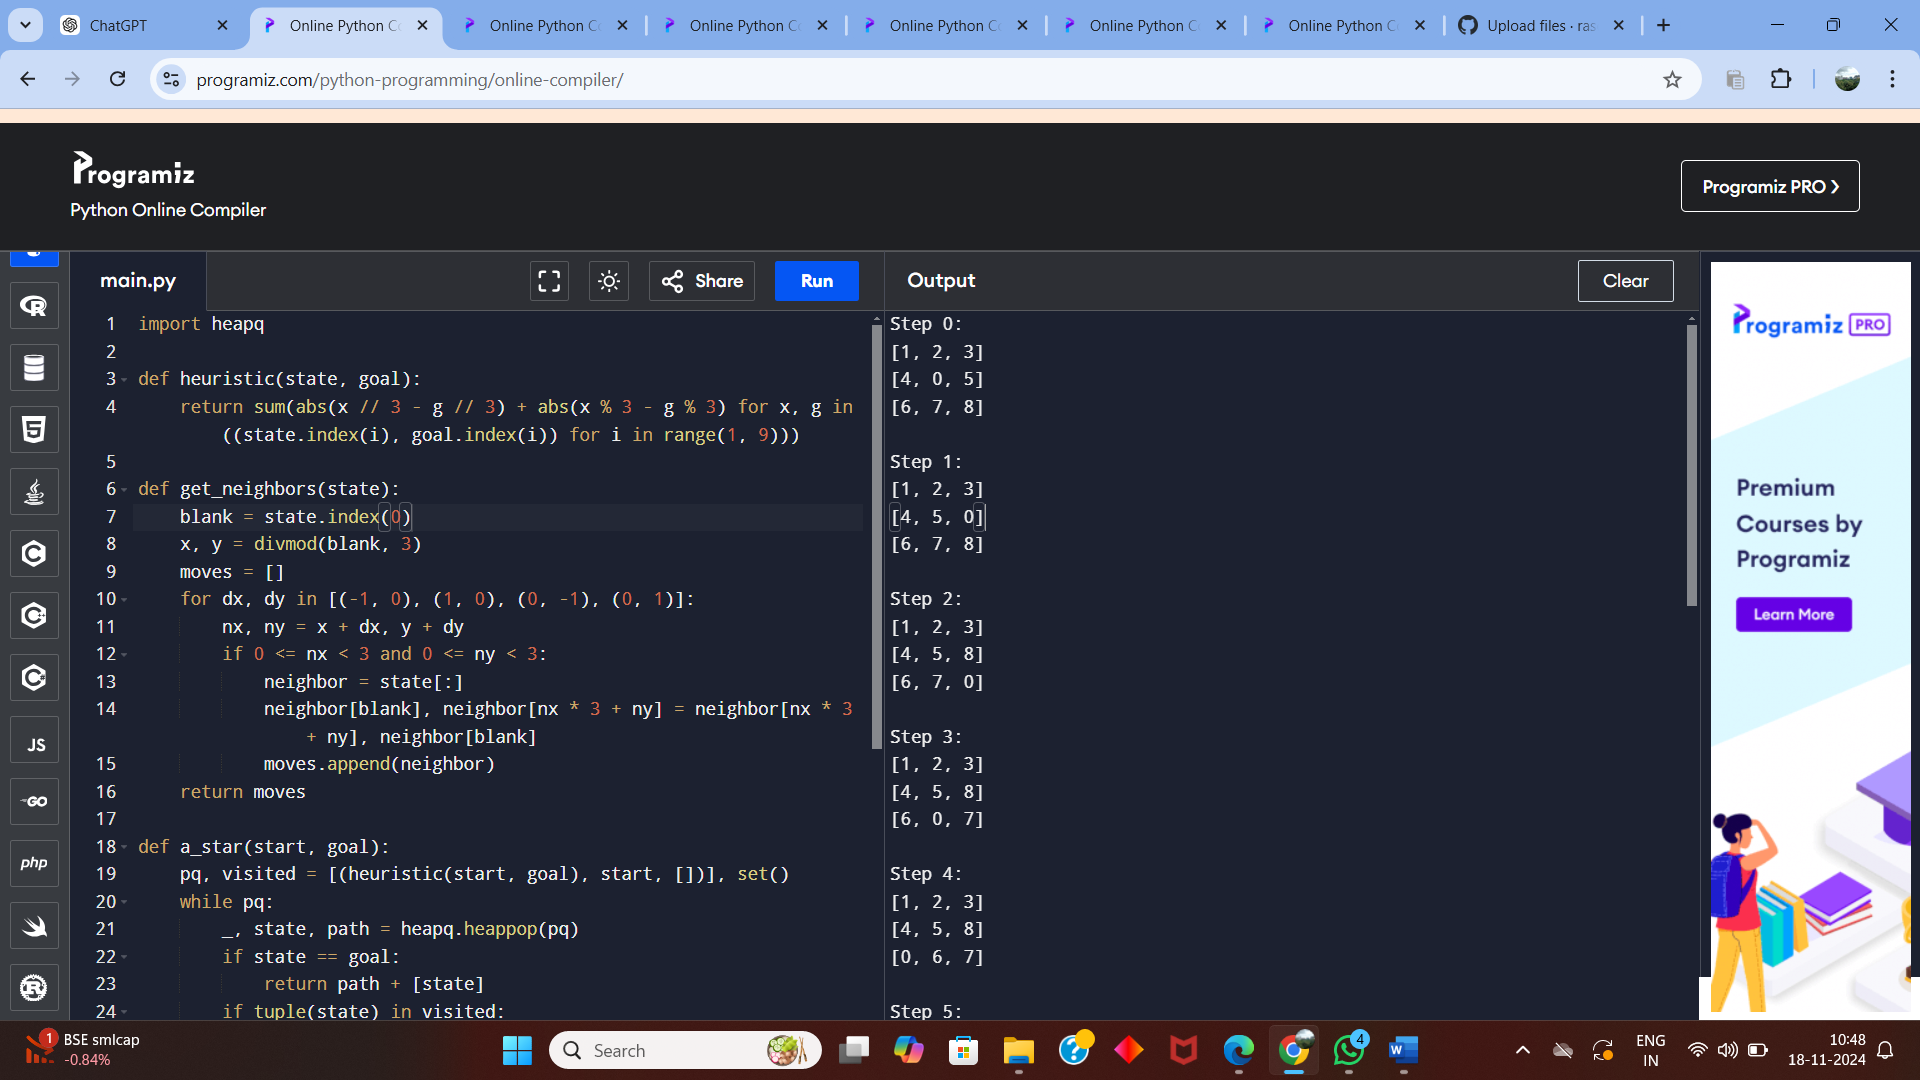 ChatGPT
Online Python C
Online Python C
Online Python C
Online Python C
Online Python C
Online Python C
Upload files · ras
programiz.com/python-programming/online-compiler/
Programiz
Python Online Compiler
Programiz PRO
main.py
Share
Run
Output
Clear
1 import heapq
2
3 def heuristic(state, goal):
4 return sum(abs(x // 3 - g // 3) + abs(x % 3 - g % 3) for x, g in
((state.index(i), goal.index(i)) for i in range(1, 9)))
5
6 def get_neighbors(state):
7 blank = state.index(0)
8 x, y = divmod(blank, 3)
9 moves = []
10 for dx, dy in [(-1, 0), (1, 0), (0, -1), (0, 1)]:
11 nx, ny = x + dx, y + dy
12 if 0 <= nx < 3 and 0 <= ny < 3:
13 neighbor = state[:]
14 neighbor[blank], neighbor[nx * 3 + ny] = neighbor[nx * 3
+ ny], neighbor[blank]
15 moves.append(neighbor)
16 return moves
17
18 def a_star(start, goal):
19 pq, visited = [(heuristic(start, goal), start, [])], set()
20 while pq:
21 _, state, path = heapq.heappop(pq)
22 if state == goal:
23 return path + [state]
24 if tuple(state) in visited:
Step 0:
[1, 2, 3]
[4, 0, 5]
[6, 7, 8]
Step 1:
[1, 2, 3]
[4, 5, 0]
[6, 7, 8]
Step 2:
[1, 2, 3]
[4, 5, 8]
[6, 7, 0]
Step 3:
[1, 2, 3]
[4, 5, 8]
[6, 0, 7]
Step 4:
[1, 2, 3]
[4, 5, 8]
[0, 6, 7]
Step 5:
Programiz PRO
Premium
Courses by
Programiz
Learn More
R
5
C
C
C
JS
GO
php
1
BSE smlcap
-0.84%
Search
4
W
ENG
IN
10:48
18-11-2024